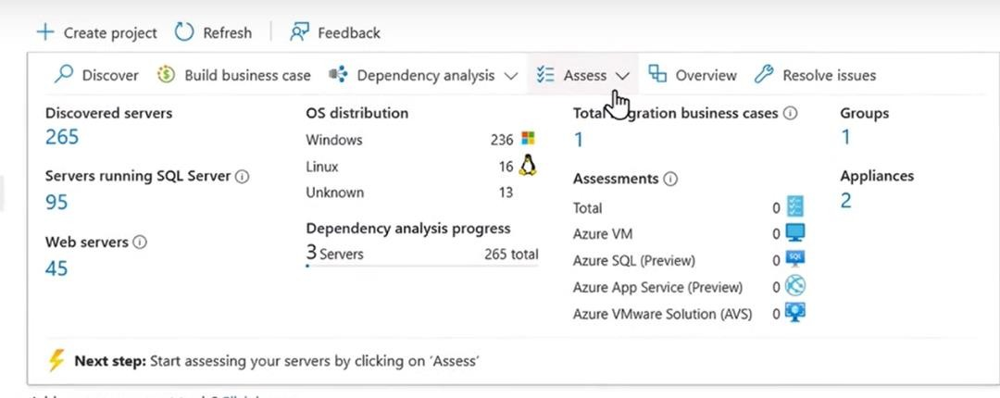 Create project Refresh Feedback
Discover Build business case Dependency analysis Assess Overview Resolve issues
Discovered servers
265
Servers running SQL Server
95
Web servers
45
OS distribution
Windows 236
Linux 16
Unknown 13
Dependency analysis progress
3 Servers 265 total
Total business cases
1
Assessments
Total 0
Azure VM 0
Azure SQL (Preview) 0
SQL
Azure App Service (Preview) 0
Azure VMware Solution (AVS) 0
Groups
1
Appliances
2
Next step: Start assessing your servers by clicking on 'Assess'